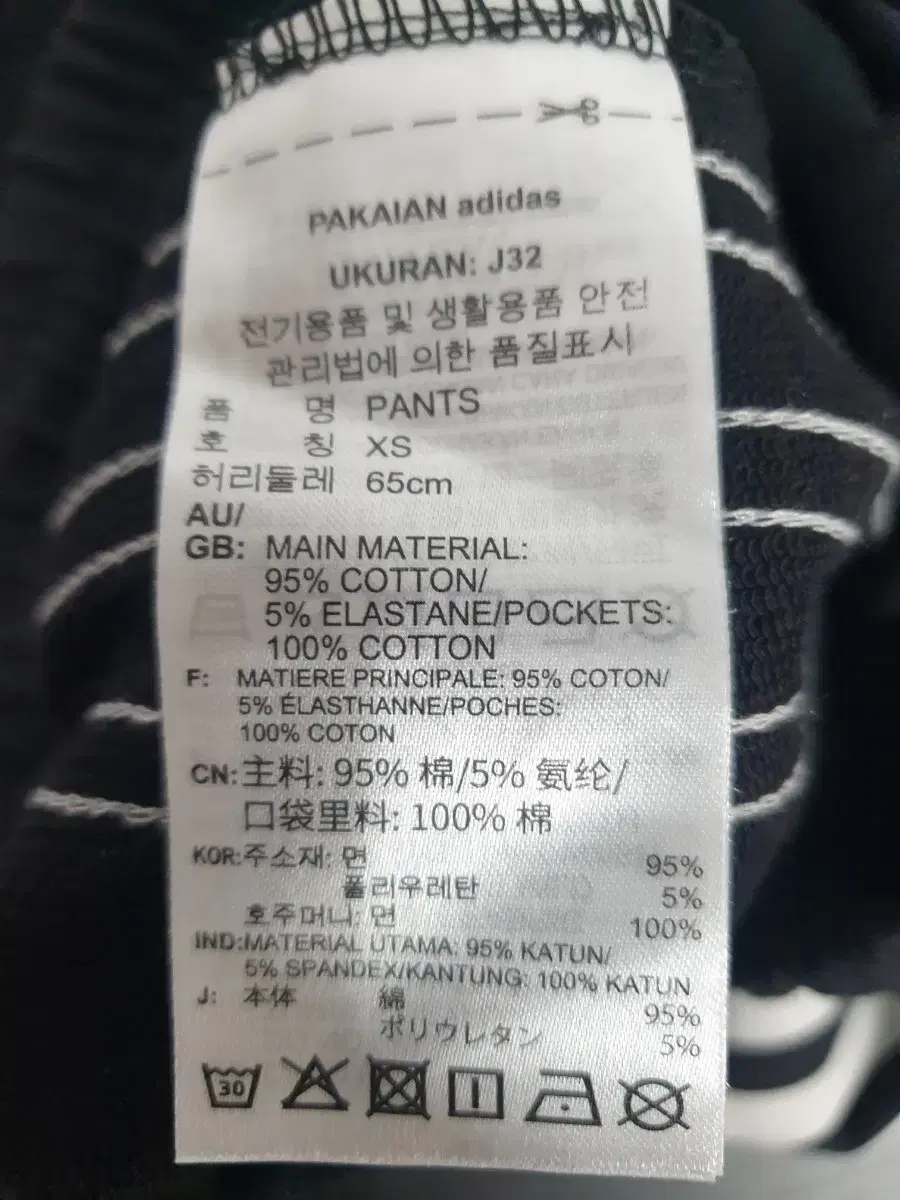 PAKAIAN adidas
UKURAN: J32
전기용품 및 생활용품 안전
관리법에 의한 품질표시
품 명 PANTS
호 칭 XS
허리둘레 65cm
AU/
GB: MAIN MATERIAL:
95% COTTON/
5% ELASTANE/POCKETS:
100% COTTON
F: MATIERE PRINCIPALE: 95% COTON/
5% ÉLASTHANNE/POCHES:
100% COTON
CN: 主料: 95% 棉/5% 氨纶/
口袋里料: 100% 棉
KOR: 주소재: 면 95%
폴리우레탄 5%
호주머니: 면 100%
IND: MATERIAL UTAMA: 95% KATUN/
5% SPANDEX/KANTUNG: 100% KATUN
J: 本体 綿 95%
ポリウレタン 5%
30